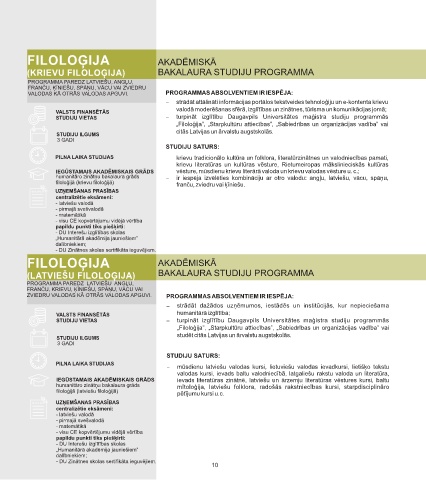 FILOLOĢIJA
(KRIEVU FILOLOĢIJA)
AKADĒMISKĀ
BAKALAURA STUDIJU PROGRAMMA
PROGRAMMA PAREDZ LATVIEŠU, ANGĻU,
FRANČU, ĶĪNIEŠU, SPĀŅU, VĀCU VAI ZVIEDRU
VALODAS KĀ OTRĀS VALODAS APGUVI.
VALSTS FINANSĒTĀS
STUDIJU VIETAS
STUDIJU ILGUMS
3 GADI
PILNA LAIKA STUDIJAS
IEGŪSTAMAIS AKADĒMISKAIS GRĀDS
humanitāro zinātņu bakalaura grāds
filoloģijā (krievu filoloģija)
UZŅEMŠANAS PRASĪBAS
centralizētie eksāmeni:
- latviešu valodā
- pirmajā svešvalodā
- matemātikā
- visu CE kopvērtējumu vidējā vērtība
papildu punkti tiks piešķirti:
- DU Interešu izglītības skolas
„Humanitārā akadēmija jauniešiem”
dalībniekiem;
- DU Zinātnes skolas sertifikāta ieguvējiem.
PROGRAMMAS ABSOLVENTIEM IR IESPĒJA:
– strādāt attālināti informācijas portālos tekstveides tehnoloģiju un e-kontenta krievu
valodā moderēšanas sfērā, izglītības un zinātnes, tūrisma un komunikācijas jomā;
– turpināt izglītību Daugavpils Universitātes maģistra studiju programmās
„Filoloģija”, „Starpkultūru attiecības”, „Sabiedrības un organizācijas vadība” vai
citās Latvijas un ārvalstu augstskolās.
STUDIJU SATURS:
– krievu tradicionālo kultūra un folklora, literatūrzinātnes un valodniecības pamati,
krievu literatūras un kultūras vēsture, Rietumeiropas mākslinieciskās kultūras
vēsture, mūsdienu krievu literārā valoda un krievu valodas vēsture u. c.;
– ir iespēja izvēlēties kombināciju ar otro valodu: angļu, latviešu, vācu, spāņu,
franču, zviedru vai ķīniešu.
FILOLOĢIJA
(LATVIEŠU FILOLOĢIJA)
AKADĒMISKĀ
BAKALAURA STUDIJU PROGRAMMA
PROGRAMMA PAREDZ LATVIEŠU ANGĻU,
FRANČU, KRIEVU, ĶĪNIEŠU, SPĀŅU, VĀCU VAI
ZVIEDRU VALODAS KĀ OTRĀS VALODAS APGUVI.
VALSTS FINANSĒTĀS
STUDIJU VIETAS
STUDIJU ILGUMS
3 GADI
PILNA LAIKA STUDIJAS
IEGŪSTAMAIS AKADĒMISKAIS GRĀDS
humanitāro zinātņu bakalaura grāds
filoloģijā (latviešu filoloģija)
UZŅEMŠANAS PRASĪBAS
centralizētie eksāmeni:
- latviešu valodā
- pirmajā svešvalodā
- matemātikā
- visu CE kopvērtējumu vidējā vērtība
papildu punkti tiks piešķirti:
- DU Interešu izglītības skolas
„Humanitārā akadēmija jauniešiem”
dalībniekiem;
- DU Zinātnes skolas sertifikāta ieguvējiem.
PROGRAMMAS ABSOLVENTIEM IR IESPĒJA:
– strādāt dažādos uzņēmumos, iestādēs un institūcijās, kur nepieciešama
humanitārā izglītība;
– turpināt izglītību Daugavpils Universitātes maģistra studiju programmās
„Filoloģija”, „Starpkultūru attiecības”, „Sabiedrības un organizācijas vadība” vai
studēt citās Latvijas un ārvalstu augstskolās.
STUDIJU SATURS:
– mūsdienu latviešu valodas kursi, lietuviešu valodas ievadkursi, lietišķo tekstu
valodas kursi, ievads baltu valodniecībā, latgaliešu rakstu valoda un literatūra,
ievads literatūras zinātnē, latviešu un ārzemju literatūras vēstures kursi, baltu
mitoloģija, latviešu folklora, radošās rakstniecības kursi, starpdisciplināro
pētījumu kursi u. c.
10